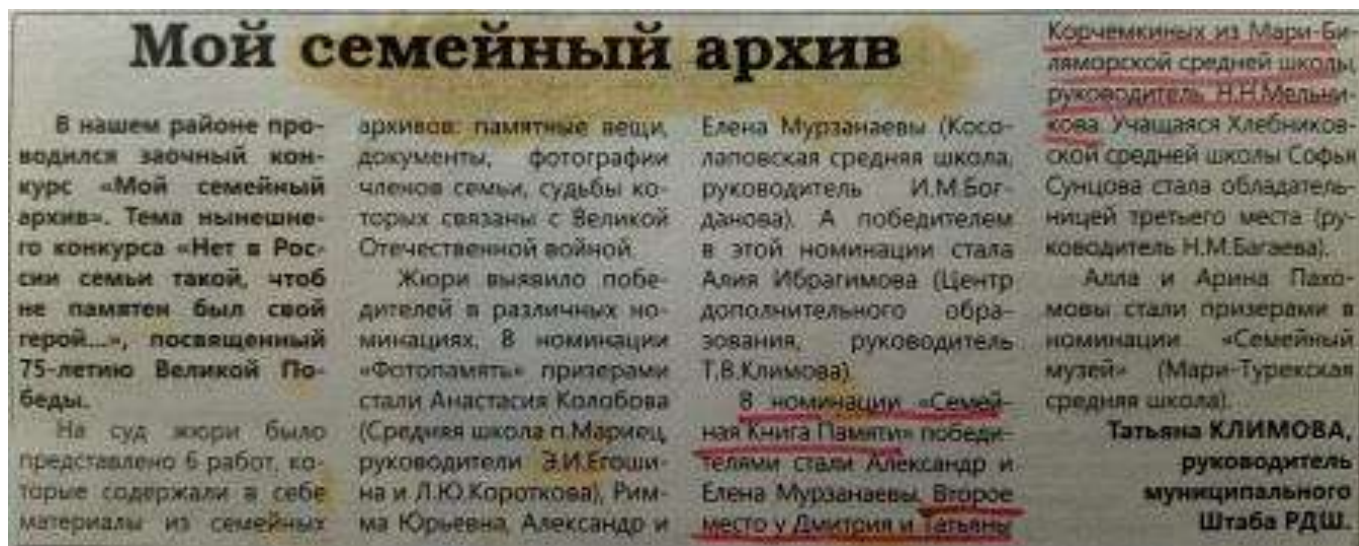 Мой семейный архив
В нашем районе про-
водился заочный кон-
курс «Мой семейный
архив». Тема нынешне-
го конкурса «Нет в Рос-
сии семьи такой, чтоб
не памятен был свой
герой...», посвященный
75-летию Великой По-
беды.
На суд жюри было
представлено 6 работ, ко-
торые содержали в себе
материалы из семейных
архивов: памятные вещи,
документы, фотографии
членов семьи, судьбы ко-
торых связаны с Великой
Отечественной войной.
Жюри выявило побе-
дителей в различных но-
минациях. В номинации
«Фотопамять» призерами
стали Анастасия Колобова
(Средняя школа п.Мариец,
руководители Э.И.Егоши-
на и Л.Ю.Короткова), Рим-
ма Юрьевна, Александр и
Елена Мурзанаевы (Косо-
лаповская средняя школа,
руководитель И.М.Бог-
данова). А победителем
в этой номинации стала
Алия Ибрагимова (Центр
дополнительного обра-
зования, руководитель
Т.В.Климова).
В номинации «Семей-
ная Книга Памяти» победи-
телями стали Александр и
Елена Мурзанаевы. Второе
место у Дмитрия и Татьяны
Корчемкиных из Мари-Би-
ляморской средней школы,
руководитель Н.Н.Мельни-
кова. Учащаяся Хлебников-
ской средней школы Софья
Сунцова стала обладатель-
ницей третьего места (ру-
ководитель Н.М.Багаева).
Алла и Арина Пахо-
мовы стали призерами в
номинации «Семейный
музей» (Мари-Турекская
средняя школа).
Татьяна КЛИМОВА,
руководитель
муниципального
Штаба РДШ.